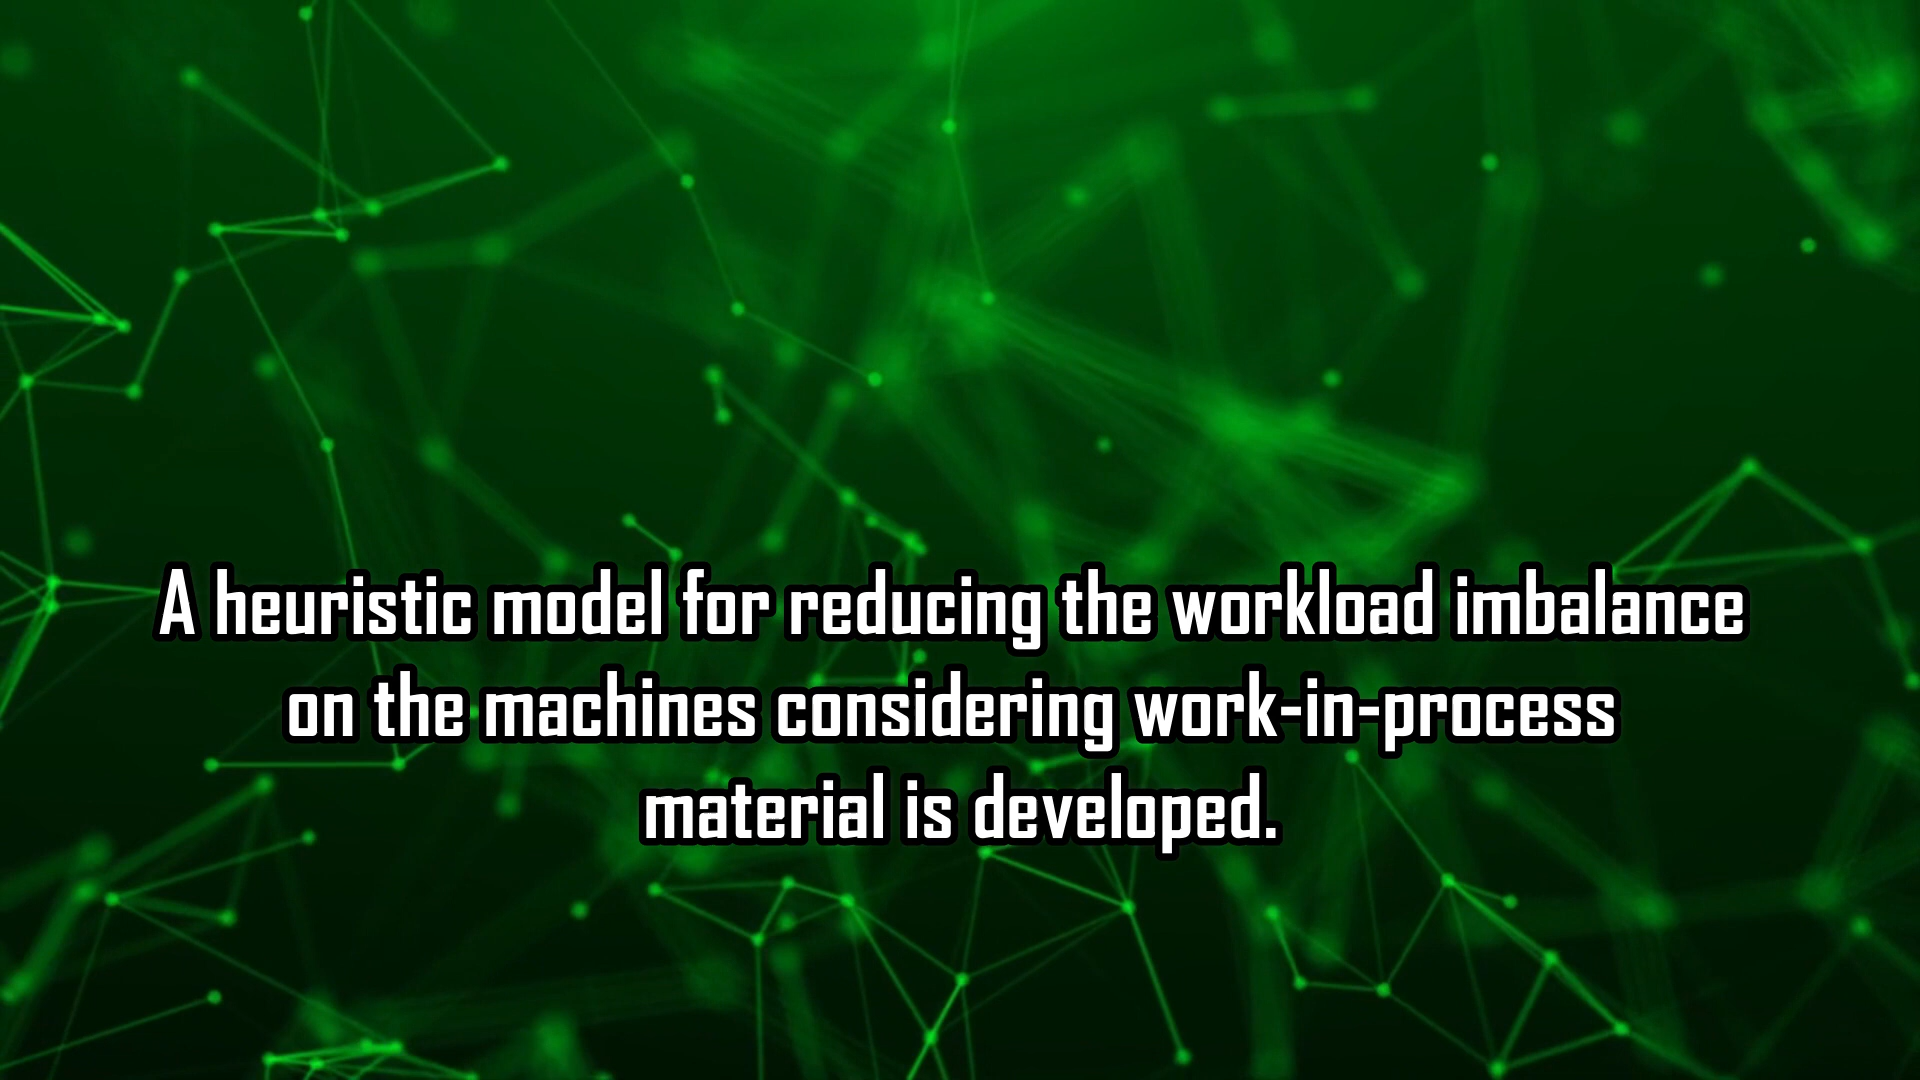 A heuristic model for reducing the workload imbalance
on the machines considering work-in-process
material is developed.